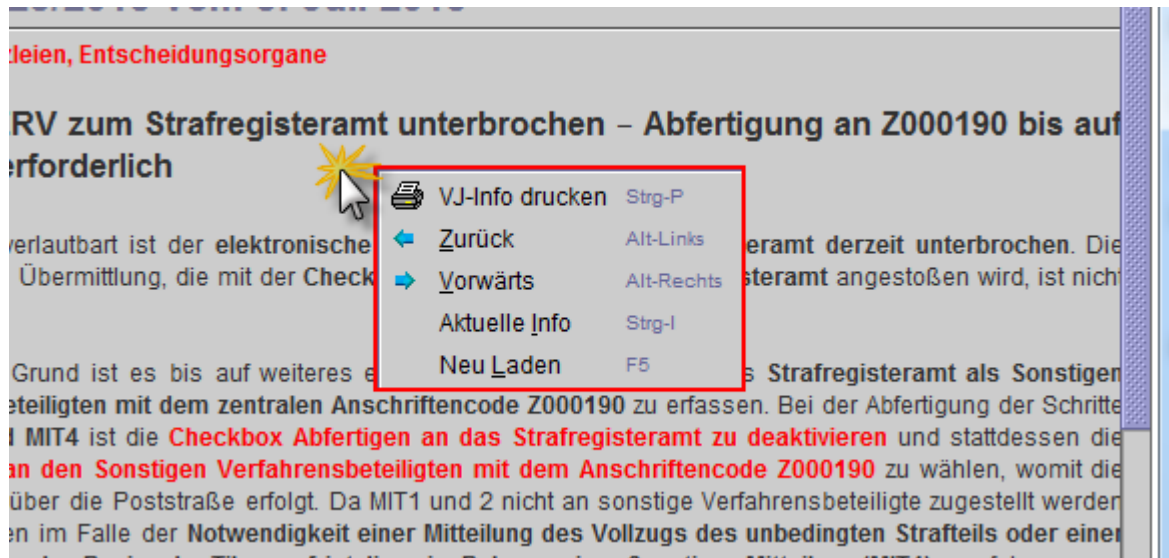 vom 8. Juli
zleien, Entscheidungsorgane
RV zum Strafregisteramt unterbrochen – Abfertigung an Z000190 bis auf
erforderlich
VJ-Info drucken Strg-P
verlautbart ist der elektronische Zurück Alt-Links eramt derzeit unterbrochen. Die
Übermittlung, die mit der Check Vorwärts Alt-Rechts steramt angestoßen wird, ist nicht
Aktuelle Info Strg-I
Neu Laden F5
Grund ist es bis auf weiteres e s Strafregisteramt als Sonstigen
eteiligten mit dem zentralen Anschriftencode Z000190 zu erfassen. Bei der Abfertigung der Schritte
d MIT4 ist die Checkbox Abfertigen an das Strafregisteramt zu deaktivieren und stattdessen die
an den Sonstigen Verfahrensbeteiligten mit dem Anschriftencode Z000190 zu wählen, womit die
über die Poststraße erfolgt. Da MIT1 und 2 nicht an sonstige Verfahrensbeteiligte zugestellt werden
en im Falle der Notwendigkeit einer Mitteilung des Vollzugs des unbedingten Strafteils oder einer